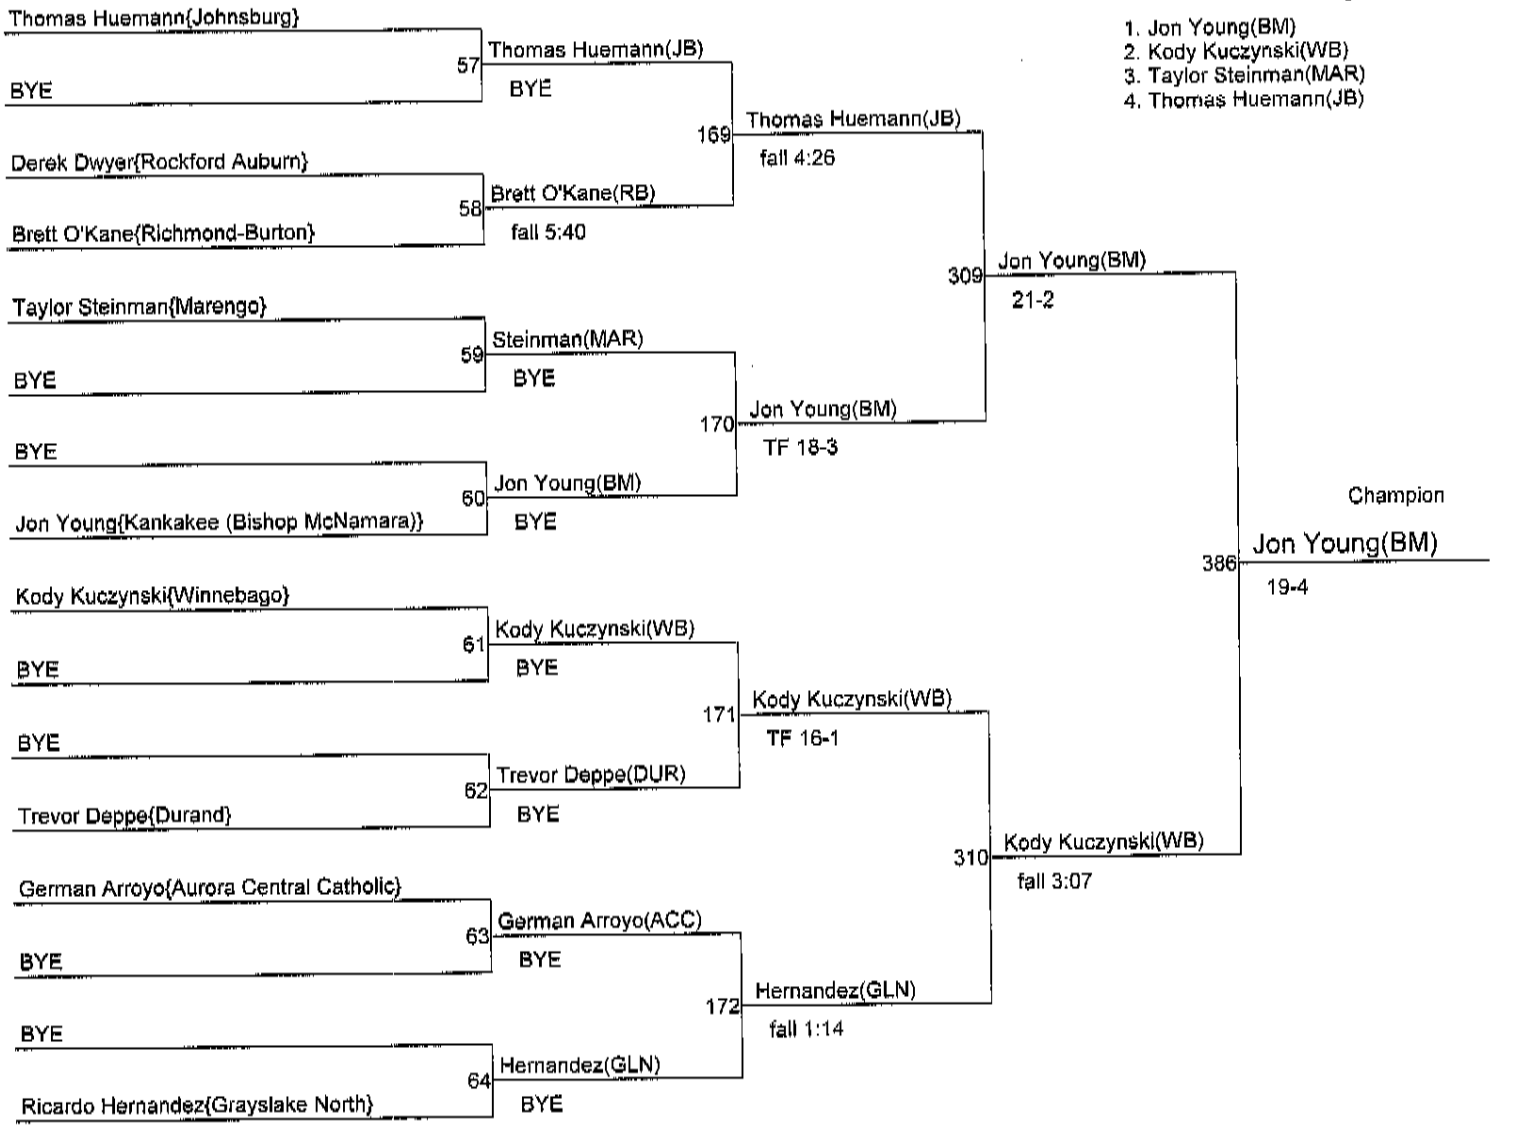 Thomas Huemann{Johnsburg}
57
BYE
Thomas Huemann(JB)
BYE
Derek Dwyer{Rockford Auburn}
58
Brett O'Kane{Richmond-Burton}
Brett O'Kane(RB)
fall 5:40
169
Thomas Huemann(JB)
fall 4:26
Taylor Steinman{Marengo}
59
BYE
Steinman(MAR)
BYE
BYE
60
Jon Young{Kankakee (Bishop McNamara)}
Jon Young(BM)
BYE
170
Jon Young(BM)
TF 18-3
309
Jon Young(BM)
21-2
Kody Kuczynski{Winnebago}
61
BYE
Kody Kuczynski(WB)
BYE
BYE
62
Trevor Deppe{Durand}
Trevor Deppe(DUR)
BYE
171
Kody Kuczynski(WB)
TF 16-1
German Arroyo{Aurora Central Catholic}
63
BYE
German Arroyo(ACC)
BYE
BYE
64
Ricardo Hernandez{Grayslake North}
Hernandez(GLN)
BYE
172
Hernandez(GLN)
fall 1:14
310
Kody Kuczynski(WB)
fall 3:07
386
Champion
Jon Young(BM)
19-4
1. Jon Young(BM)
2. Kody Kuczynski(WB)
3. Taylor Steinman(MAR)
4. Thomas Huemann(JB)